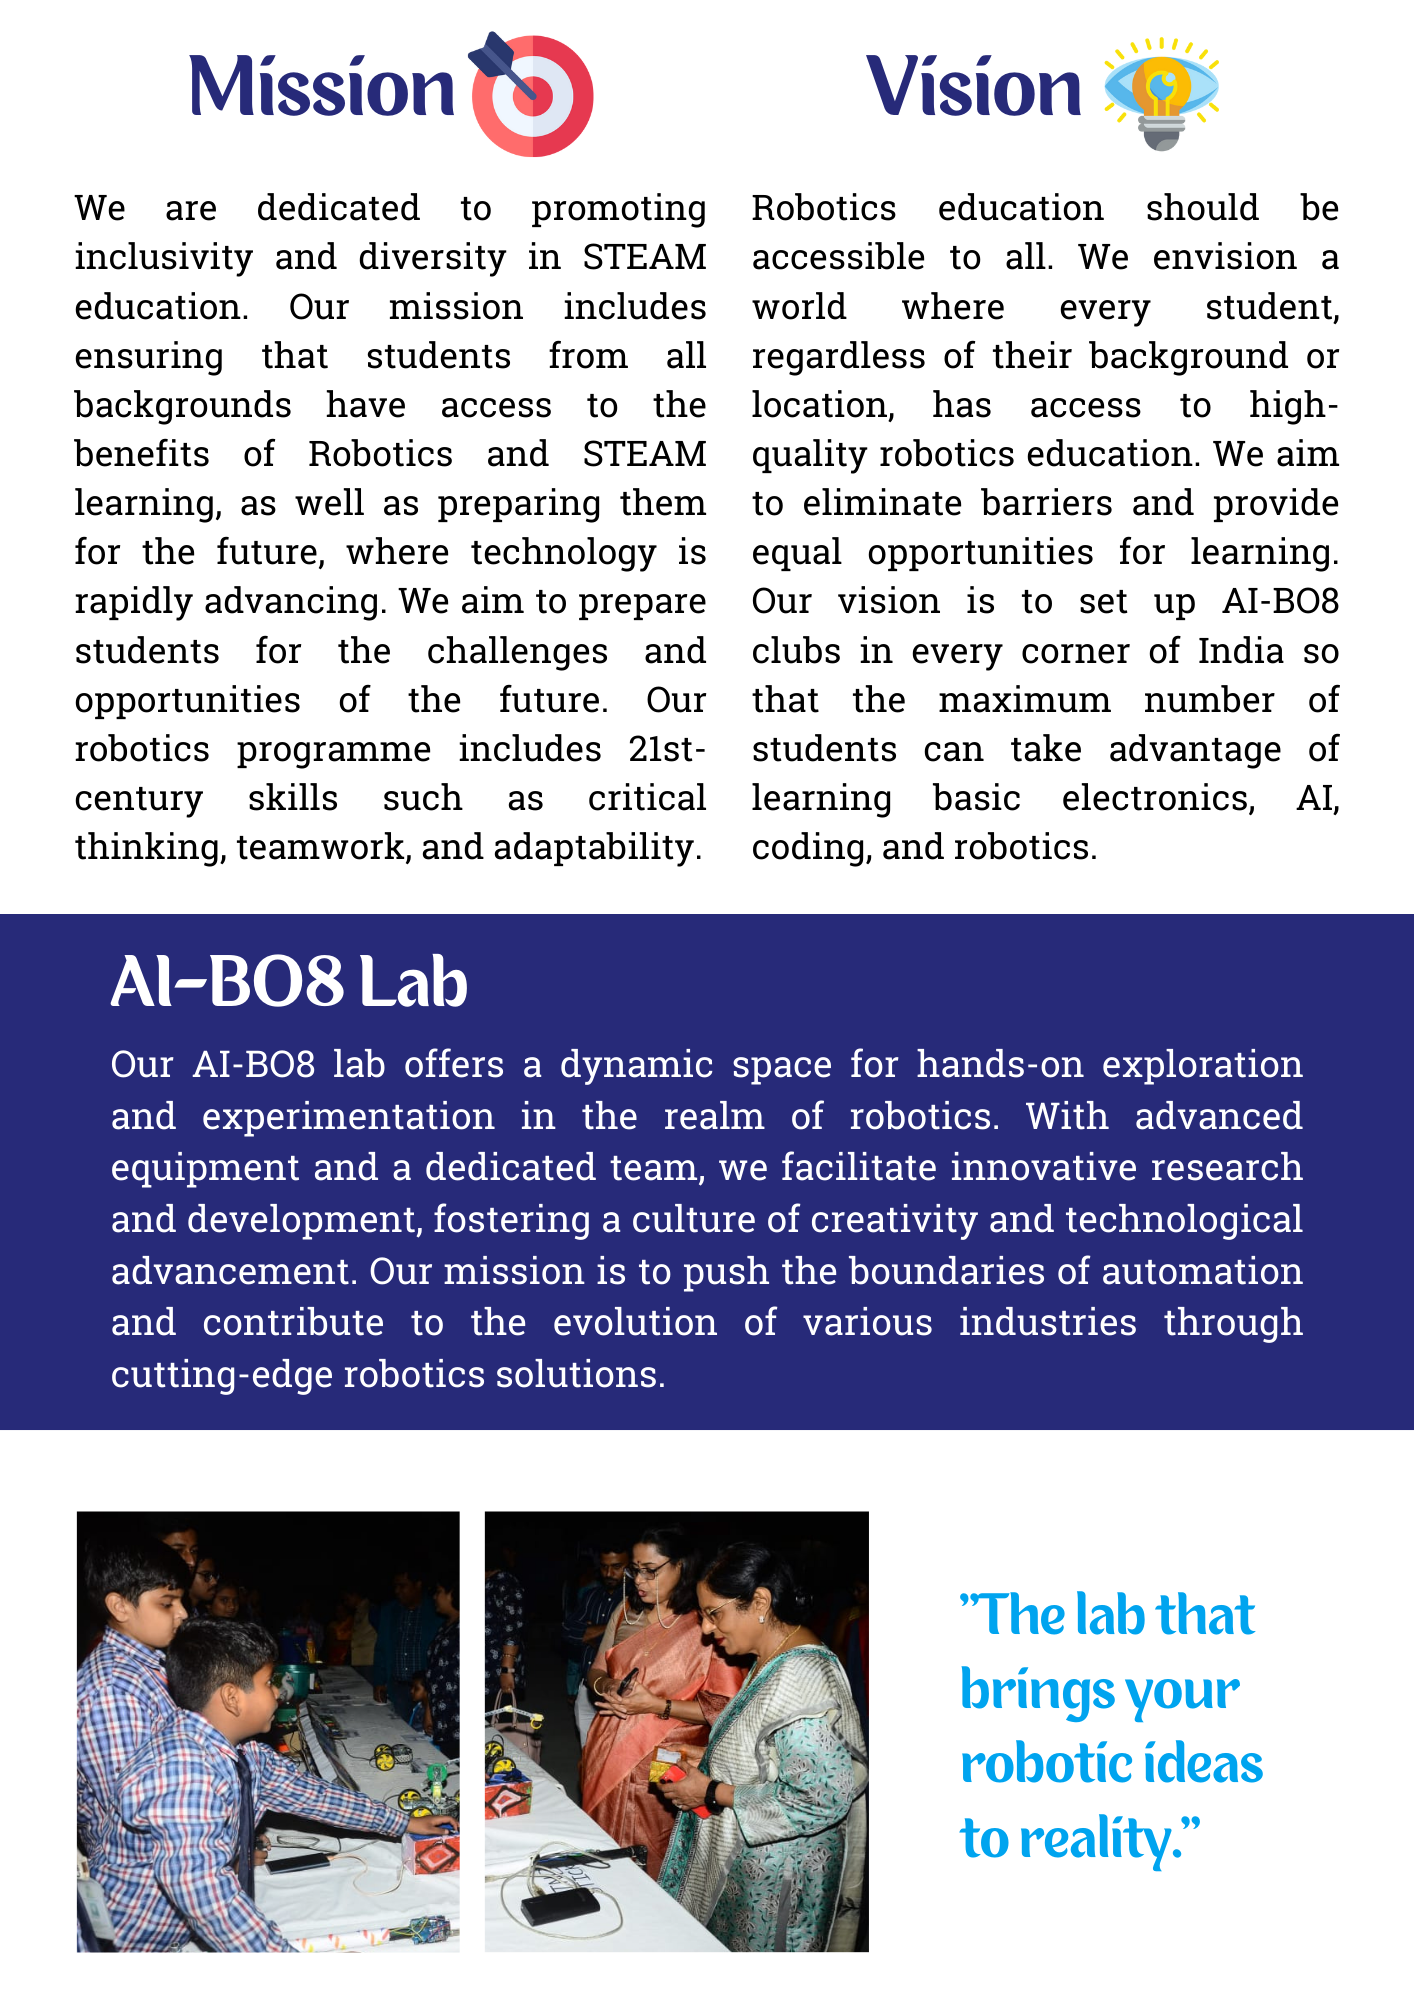 Mission
We are dedicated to promoting
inclusivity and diversity in STEAM
education. Our mission includes
ensuring that students from all
backgrounds have access to the
benefits of Robotics and STEAM
learning, as well as preparing them
for the future, where technology is
rapidly advancing. We aim to prepare
students for the challenges and
opportunities of the future. Our
robotics programme includes 21st-
century skills such as critical
thinking, teamwork, and adaptability.
Vision
Robotics education should be
accessible to all. We envision a
world where every student,
regardless of their background or
location, has access to high-
quality robotics education. We aim
to eliminate barriers and provide
equal opportunities for learning.
Our vision is to set up AI-BO8
clubs in every corner of India so
that the maximum number of
students can take advantage of
learning basic electronics, AI,
coding, and robotics.
AI-BO8 Lab
Our AI-BO8 lab offers a dynamic space for hands-on exploration
and experimentation in the realm of robotics. With advanced
equipment and a dedicated team, we facilitate innovative research
and development, fostering a culture of creativity and technological
advancement. Our mission is to push the boundaries of automation
and contribute to the evolution of various industries through
cutting-edge robotics solutions.
”The lab that
brings your
robotic ideas
to reality.”